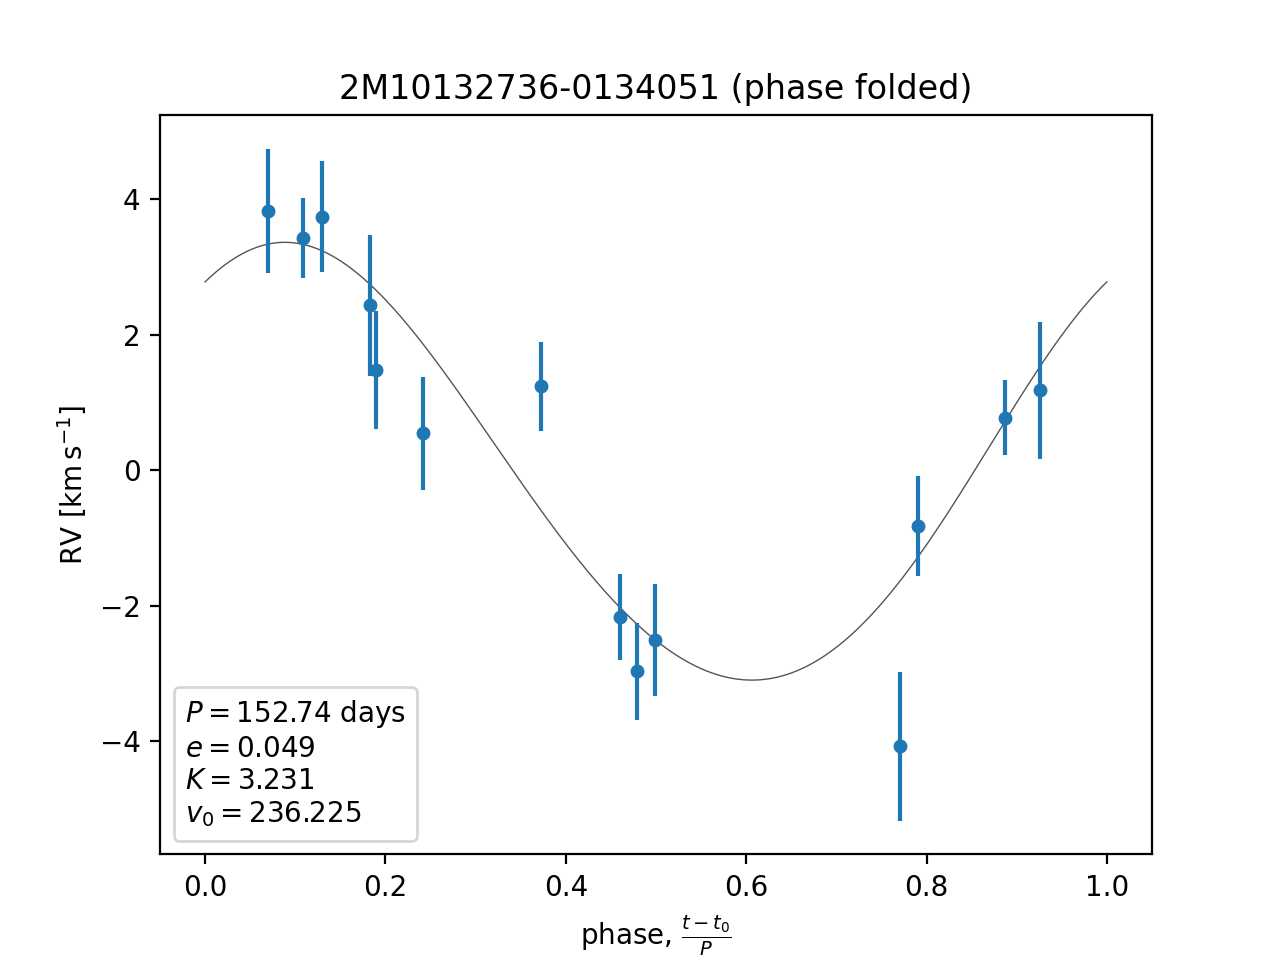 2M10132736-0134051 (phase folded)
RV [km s⁻¹]
4
2
0
−2
−4
P = 152.74 days
e = 0.049
K = 3.231
v₀ = 236.225
0.0 0.2 0.4 0.6 0.8 1.0
phase, (t − t₀)/P